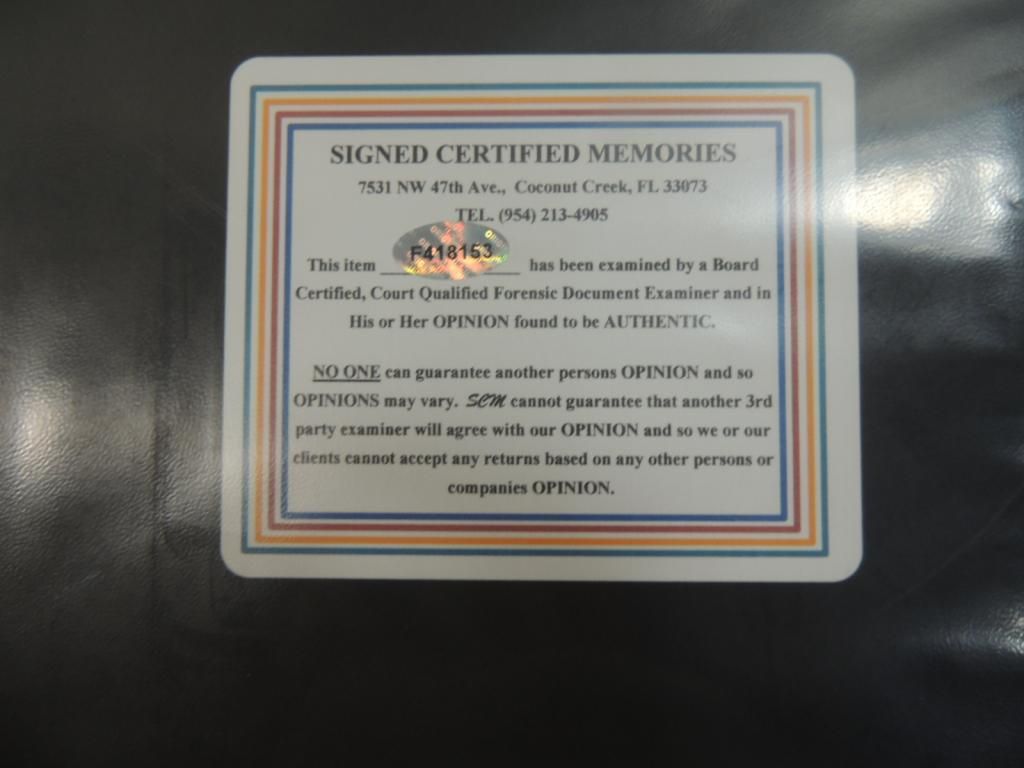 SIGNED CERTIFIED MEMORIES
7531 NW 47th Ave., Coconut Creek, FL 33073
TEL. (954) 213-4905
F418153
This item ______________ has been examined by a Board
Certified, Court Qualified Forensic Document Examiner and in
His or Her OPINION found to be AUTHENTIC.
NO ONE can guarantee another persons OPINION and so
OPINIONS may vary. SCM cannot guarantee that another 3rd
party examiner will agree with our OPINION and so we or our
clients cannot accept any returns based on any other persons or
companies OPINION.